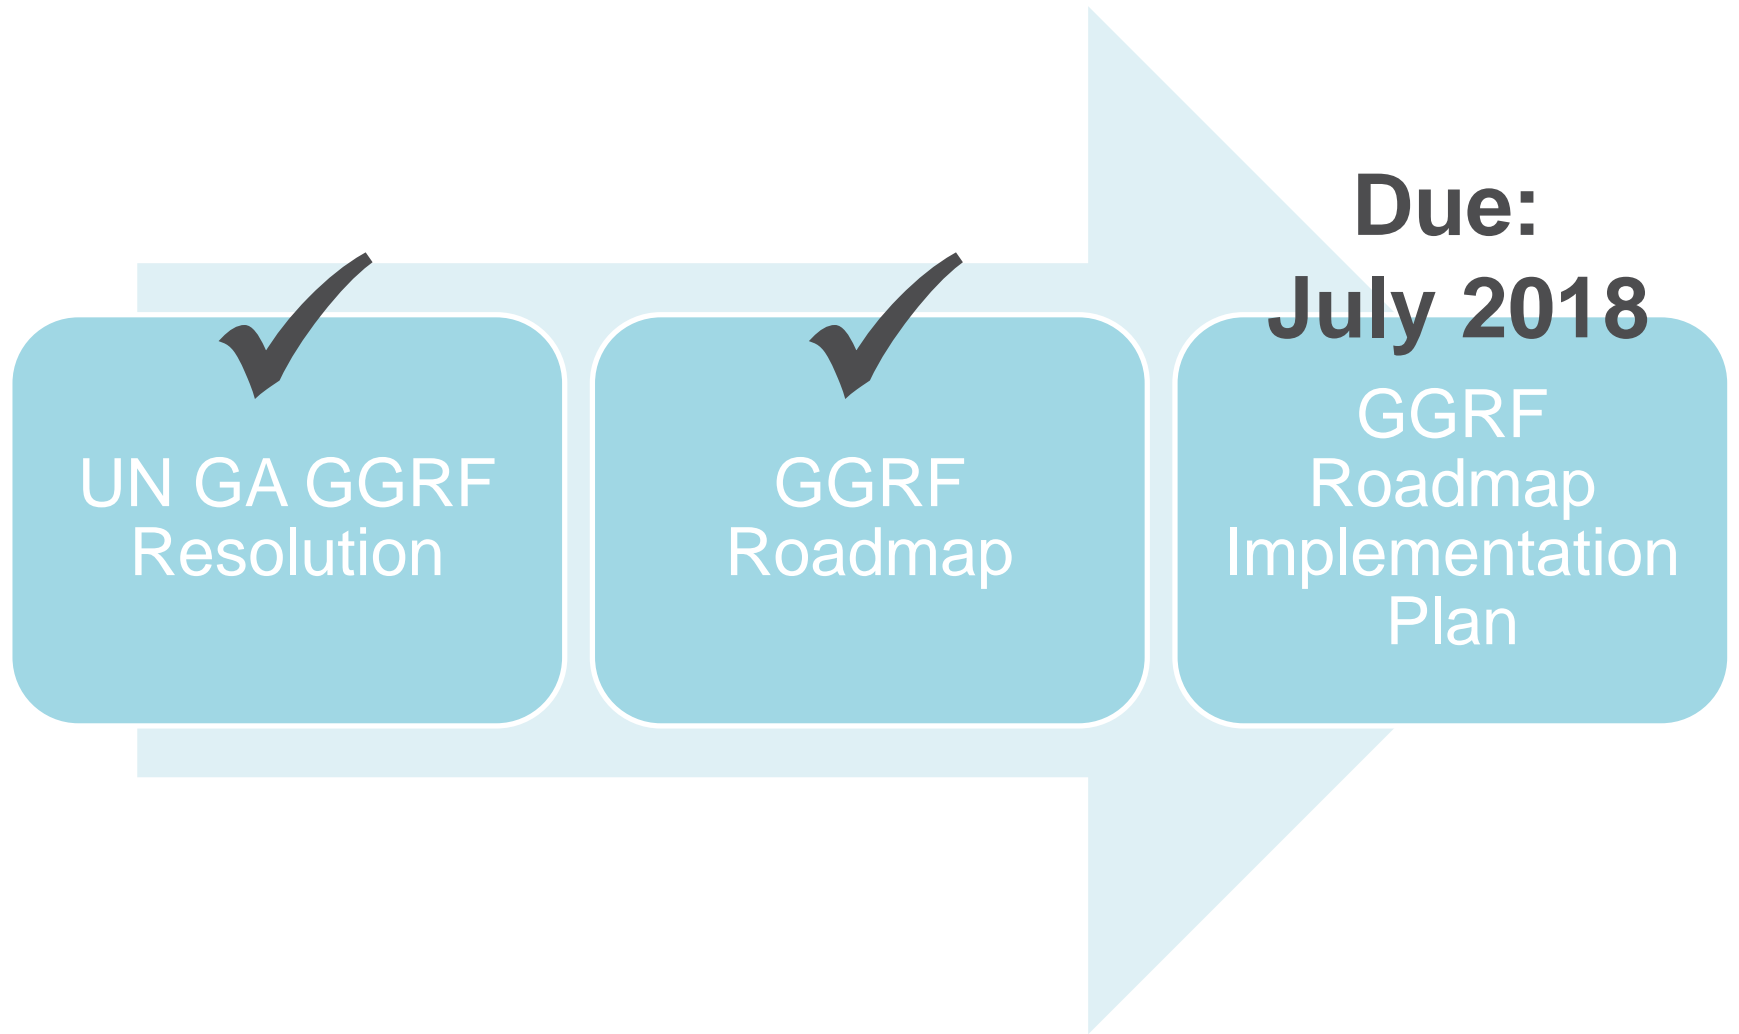 UN GA GGRF
Resolution
GGRF
Roadmap
Due:
July 2018
GGRF
Roadmap
Implementation
Plan